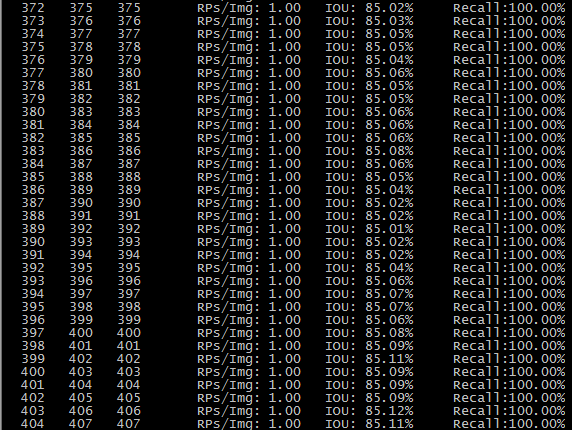 372 375 375 RPs/Img: 1.00 IOU: 85.02% Recall:100.00%
373 376 376 RPs/Img: 1.00 IOU: 85.03% Recall:100.00%
374 377 377 RPs/Img: 1.00 IOU: 85.05% Recall:100.00%
375 378 378 RPs/Img: 1.00 IOU: 85.05% Recall:100.00%
376 379 379 RPs/Img: 1.00 IOU: 85.04% Recall:100.00%
377 380 380 RPs/Img: 1.00 IOU: 85.06% Recall:100.00%
378 381 381 RPs/Img: 1.00 IOU: 85.05% Recall:100.00%
379 382 382 RPs/Img: 1.00 IOU: 85.05% Recall:100.00%
380 383 383 RPs/Img: 1.00 IOU: 85.06% Recall:100.00%
381 384 384 RPs/Img: 1.00 IOU: 85.06% Recall:100.00%
382 385 385 RPs/Img: 1.00 IOU: 85.06% Recall:100.00%
383 386 386 RPs/Img: 1.00 IOU: 85.08% Recall:100.00%
384 387 387 RPs/Img: 1.00 IOU: 85.06% Recall:100.00%
385 388 388 RPs/Img: 1.00 IOU: 85.05% Recall:100.00%
386 389 389 RPs/Img: 1.00 IOU: 85.04% Recall:100.00%
387 390 390 RPs/Img: 1.00 IOU: 85.02% Recall:100.00%
388 391 391 RPs/Img: 1.00 IOU: 85.02% Recall:100.00%
389 392 392 RPs/Img: 1.00 IOU: 85.01% Recall:100.00%
390 393 393 RPs/Img: 1.00 IOU: 85.02% Recall:100.00%
391 394 394 RPs/Img: 1.00 IOU: 85.02% Recall:100.00%
392 395 395 RPs/Img: 1.00 IOU: 85.04% Recall:100.00%
393 396 396 RPs/Img: 1.00 IOU: 85.06% Recall:100.00%
394 397 397 RPs/Img: 1.00 IOU: 85.07% Recall:100.00%
395 398 398 RPs/Img: 1.00 IOU: 85.07% Recall:100.00%
396 399 399 RPs/Img: 1.00 IOU: 85.06% Recall:100.00%
397 400 400 RPs/Img: 1.00 IOU: 85.08% Recall:100.00%
398 401 401 RPs/Img: 1.00 IOU: 85.09% Recall:100.00%
399 402 402 RPs/Img: 1.00 IOU: 85.11% Recall:100.00%
400 403 403 RPs/Img: 1.00 IOU: 85.09% Recall:100.00%
401 404 404 RPs/Img: 1.00 IOU: 85.09% Recall:100.00%
402 405 405 RPs/Img: 1.00 IOU: 85.09% Recall:100.00%
403 406 406 RPs/Img: 1.00 IOU: 85.12% Recall:100.00%
404 407 407 RPs/Img: 1.00 IOU: 85.11% Recall:100.00%